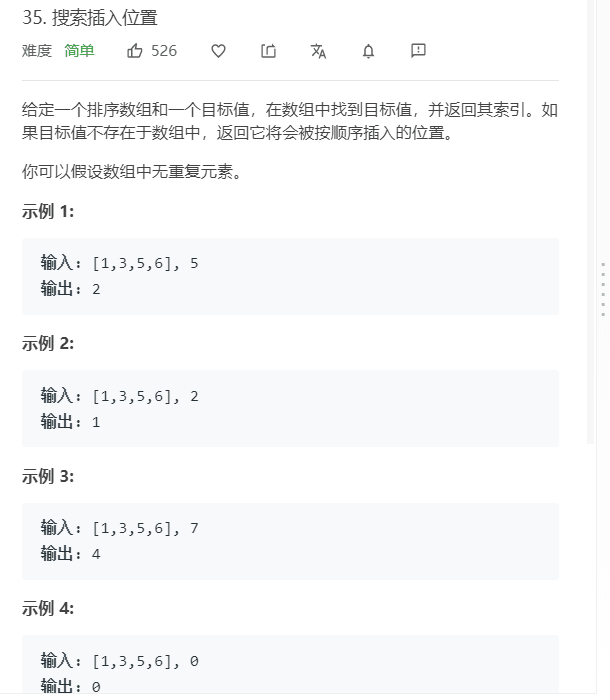 35. 搜索插入位置
难度 简单 526
给定一个排序数组和一个目标值，在数组中找到目标值，并返回其索引。如
果目标值不存在于数组中，返回它将会被按顺序插入的位置。
你可以假设数组中无重复元素。
示例 1:
输入: [1,3,5,6], 5
输出: 2
示例 2:
输入: [1,3,5,6], 2
输出: 1
示例 3:
输入: [1,3,5,6], 7
输出: 4
示例 4:
输入: [1,3,5,6], 0
输出: 0